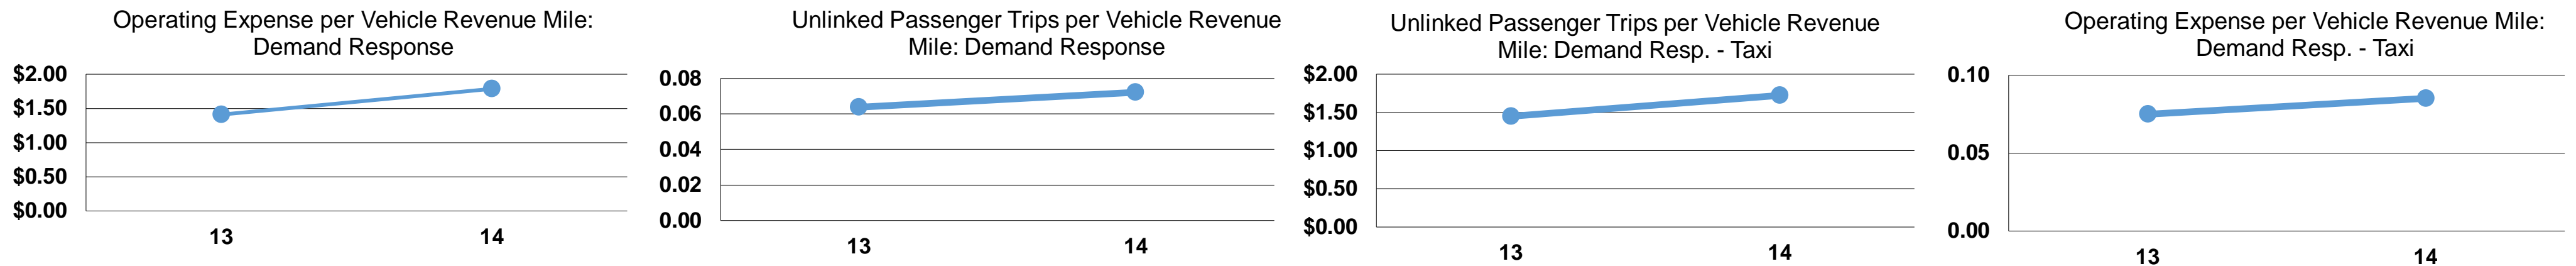 Operating Expense per Vehicle Revenue Mile:
Demand Response
$2.00
$1.50
$1.00
$0.50
$0.00
13 14
Unlinked Passenger Trips per Vehicle Revenue
Mile: Demand Response
0.08
0.06
0.04
0.02
0.00
13 14
Unlinked Passenger Trips per Vehicle Revenue
Mile: Demand Resp. - Taxi
$2.00
$1.50
$1.00
$0.50
$0.00
13 14
Operating Expense per Vehicle Revenue Mile:
Demand Resp. - Taxi
0.10
0.05
0.00
13 14